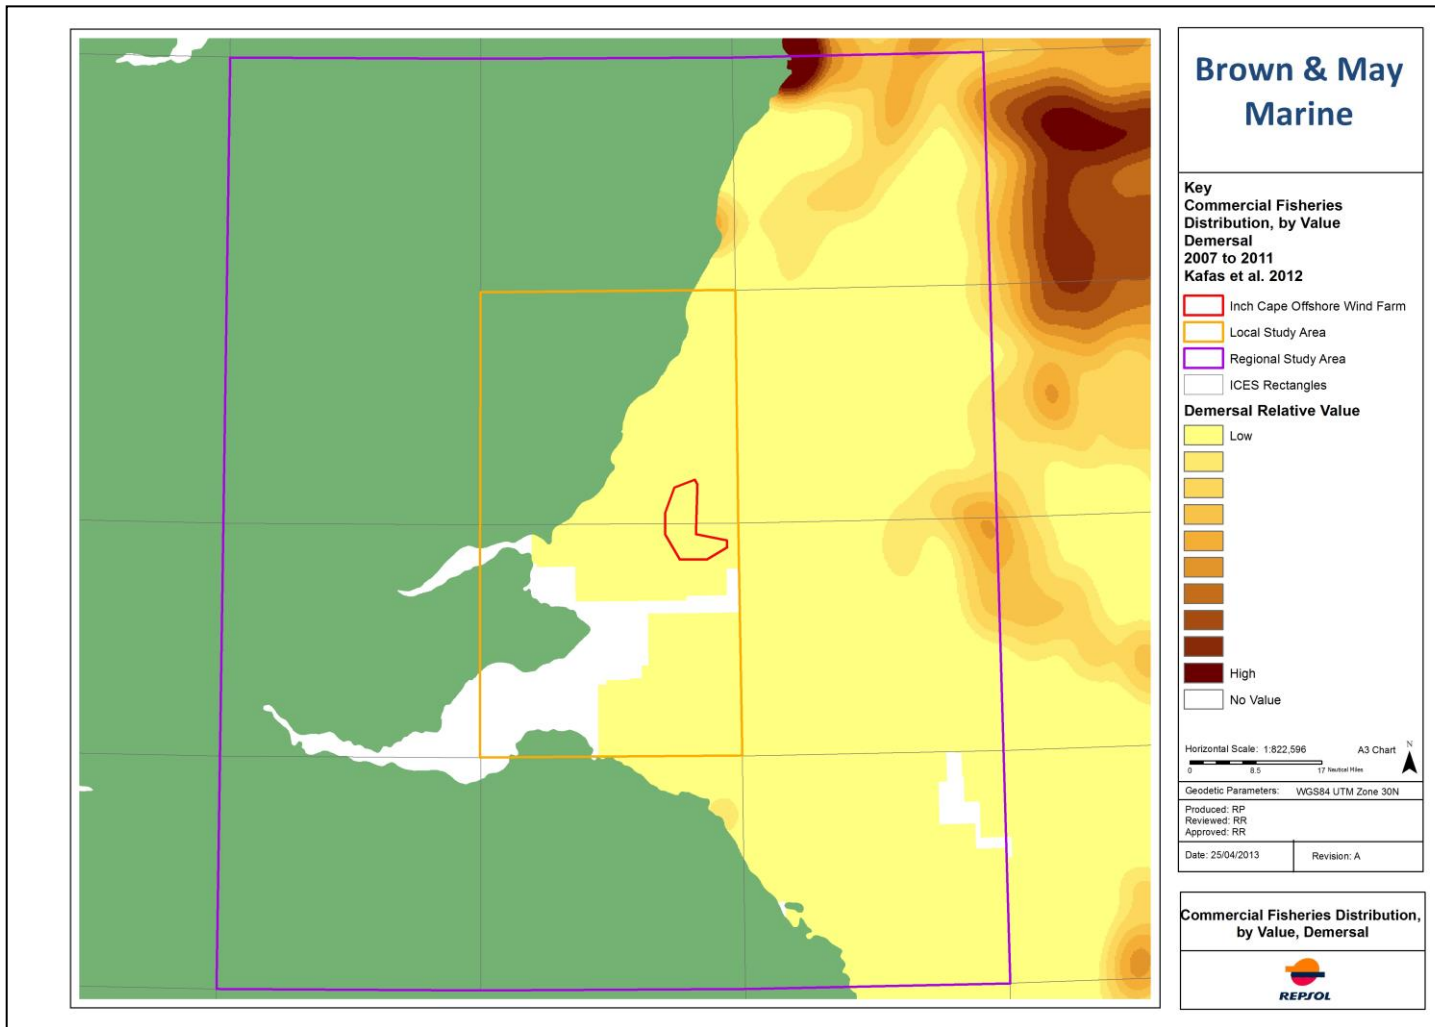 Brown & May
Marine
Key
Commercial Fisheries
Distribution, by Value
Demersal
2007 to 2011
Kafas et al. 2012
Inch Cape Offshore Wind Farm
Local Study Area
Regional Study Area
ICES Rectangles
Demersal Relative Value
Low
High
No Value
Horizontal Scale: 1:822,596 A3 Chart N
0 8.5 17 Nautical Miles
Geodetic Parameters: WGS84 UTM Zone 30N
Produced: RP
Reviewed: RR
Approved: RR
Date: 25/04/2013 Revision: A
Commercial Fisheries Distribution,
by Value, Demersal
REPSOL